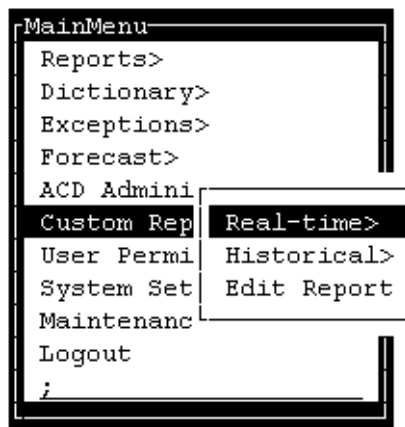 MainMenu
Reports>
Dictionary>
Exceptions>
Forecast>
ACD Admini
Custom Rep Real-time>
User Permi Historical>
System Set Edit Report
Maintenanc
Logout
;